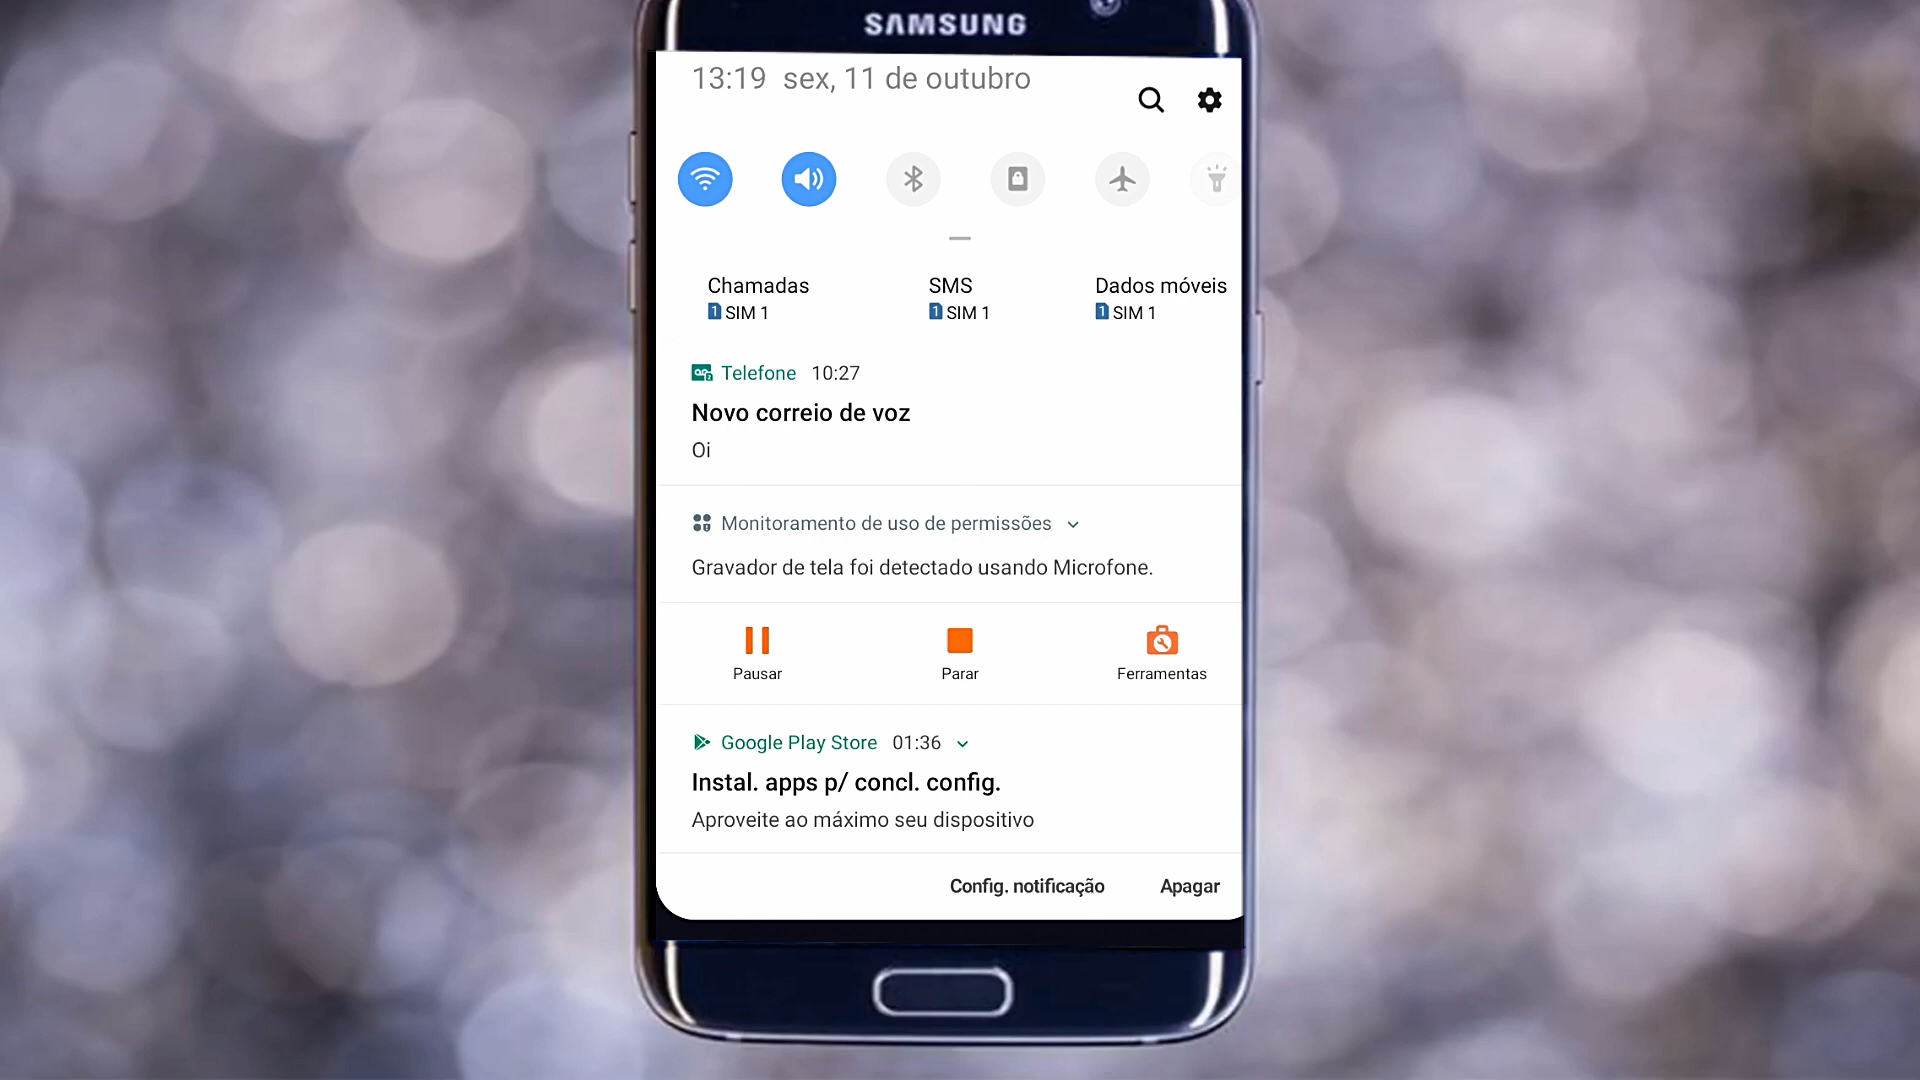 SAMSUNG
13:19 sex, 11 de outubro
Chamadas
1 SIM 1
SMS
1 SIM 1
Dados móveis
1 SIM 1
Telefone 10:27
Novo correio de voz
Oi
Monitoramento de uso de permissões
Gravador de tela foi detectado usando Microfone.
Pausar
Parar
Ferramentas
Google Play Store 01:36
Instal. apps p/ concl. config.
Aproveite ao máximo seu dispositivo
Config. notificação
Apagar